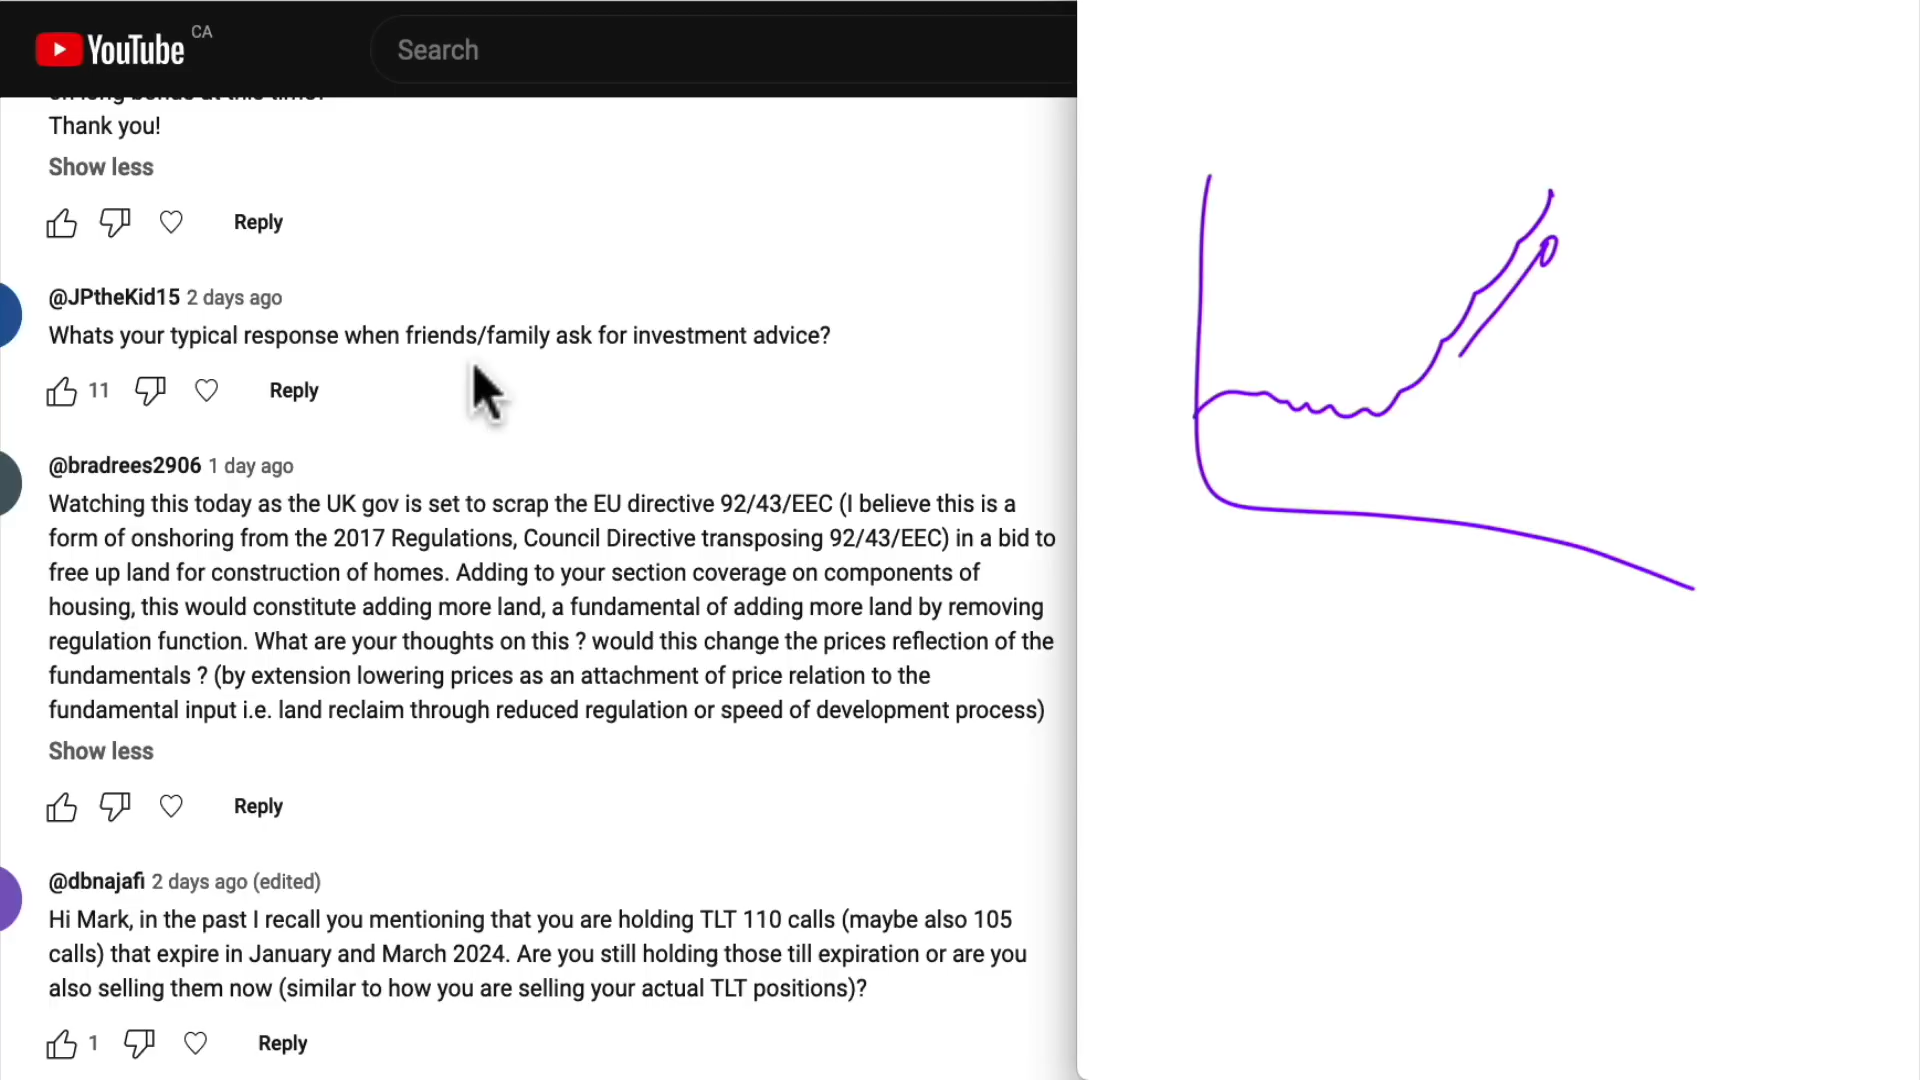 YouTube CA
Search
Thank you!
Show less
Reply
@JPtheKid15 2 days ago
Whats your typical response when friends/family ask for investment advice?
11 Reply
@bradrees2906 1 day ago
Watching this today as the UK gov is set to scrap the EU directive 92/43/EEC (I believe this is a
form of onshoring from the 2017 Regulations, Council Directive transposing 92/43/EEC) in a bid to
free up land for construction of homes. Adding to your section coverage on components of
housing, this would constitute adding more land, a fundamental of adding more land by removing
regulation function. What are your thoughts on this ? would this change the prices reflection of the
fundamentals ? (by extension lowering prices as an attachment of price relation to the
fundamental input i.e. land reclaim through reduced regulation or speed of development process)
Show less
Reply
@dbnajafi 2 days ago (edited)
Hi Mark, in the past I recall you mentioning that you are holding TLT 110 calls (maybe also 105
calls) that expire in January and March 2024. Are you still holding those till expiration or are you
also selling them now (similar to how you are selling your actual TLT positions)?
1 Reply